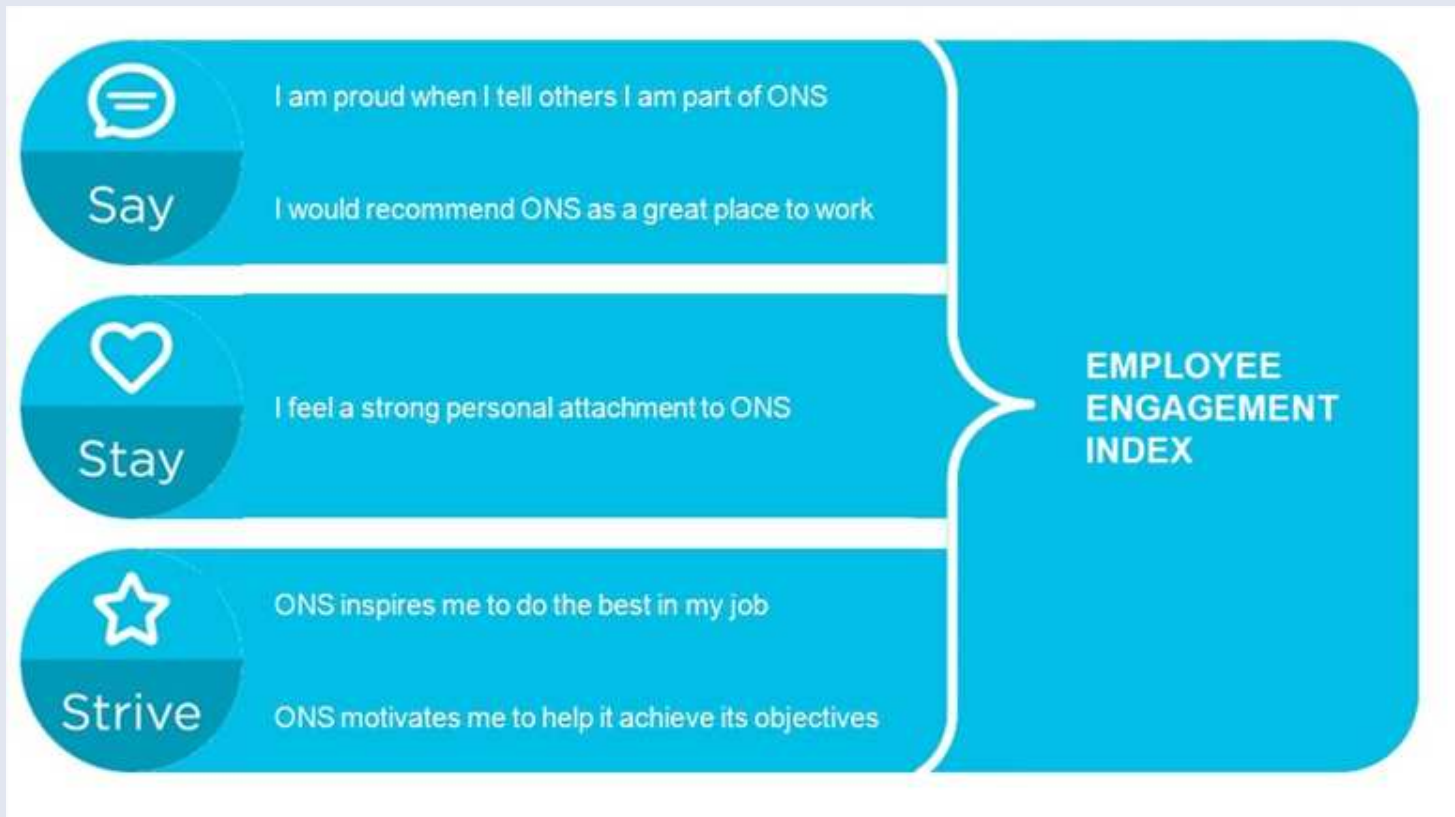 I am proud when I tell others I am part of ONS
I would recommend ONS as a great place to work
Say
I feel a strong personal attachment to ONS
Stay
ONS inspires me to do the best in my job
ONS motivates me to help it achieve its objectives
Strive
EMPLOYEE
ENGAGEMENT
INDEX